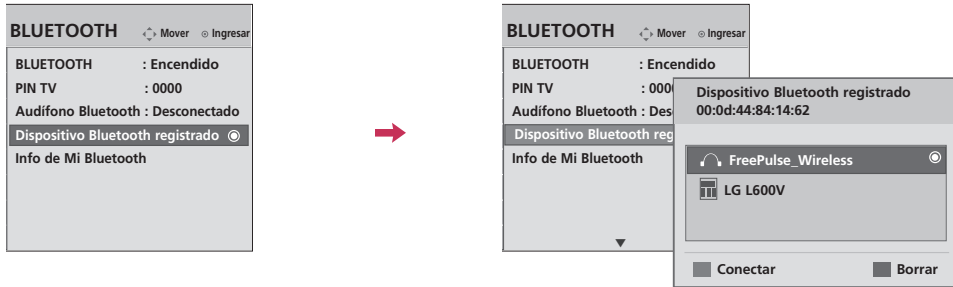 BLUETOOTH Mover Ingresar
BLUETOOTH : Encendido
PIN TV : 0000
Audífono Bluetooth : Desconectado
Dispositivo Bluetooth registrado
Info de Mi Bluetooth
BLUETOOTH Mover Ingresar
BLUETOOTH : Encendido
PIN TV : 000
Audífono Bluetooth : Des
Dispositivo Bluetooth reg
Info de Mi Bluetooth
Dispositivo Bluetooth registrado
00:0d:44:84:14:62
FreePulse_Wireless
LG L600V
Conectar Borrar